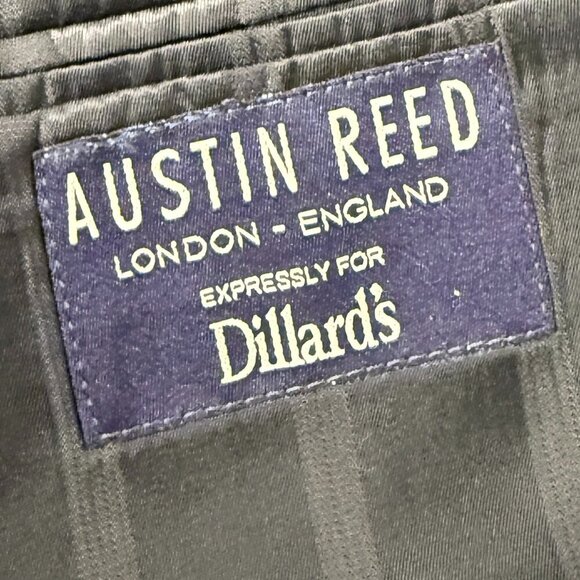 AUSTIN REED
LONDON - ENGLAND
EXPRESSLY FOR
Dillard's